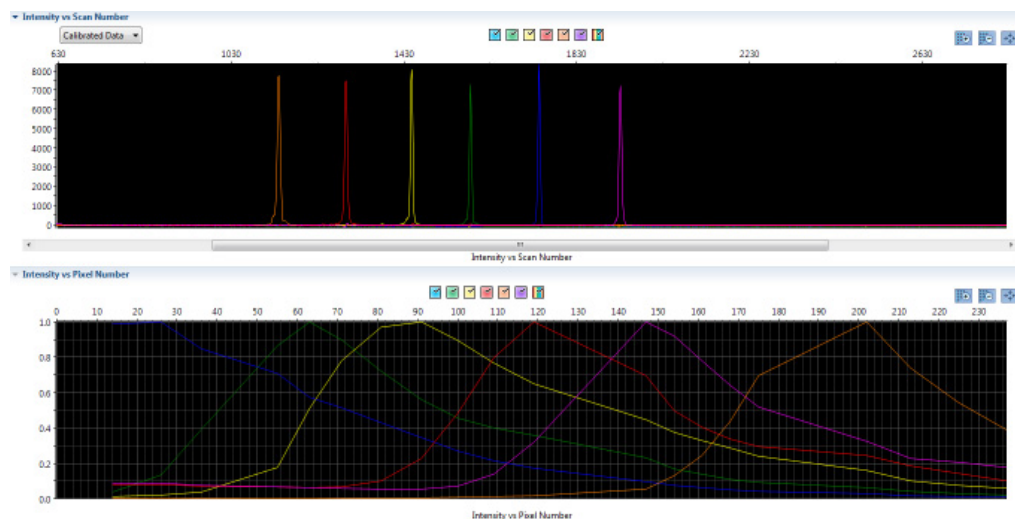 Intensity vs Scan Number
Calibrated Data
630 1030 1430 1830 2230 2630
8000
7000
6000
5000
4000
3000
2000
1000
0
Intensity vs Scan Number
Intensity vs Pixel Number
0 10 20 30 40 50 60 70 80 90 100 110 120 130 140 150 160 170 180 190 200 210 220 230
1.0
0.8
0.6
0.4
0.2
0.0
Intensity vs Pixel Number